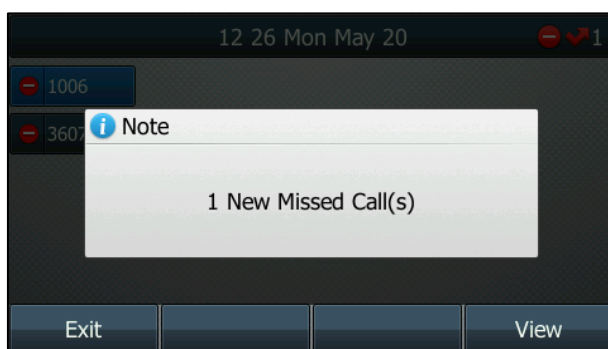 12 26 Mon May 20
1
1006
3607
Note
1 New Missed Call(s)
Exit
View